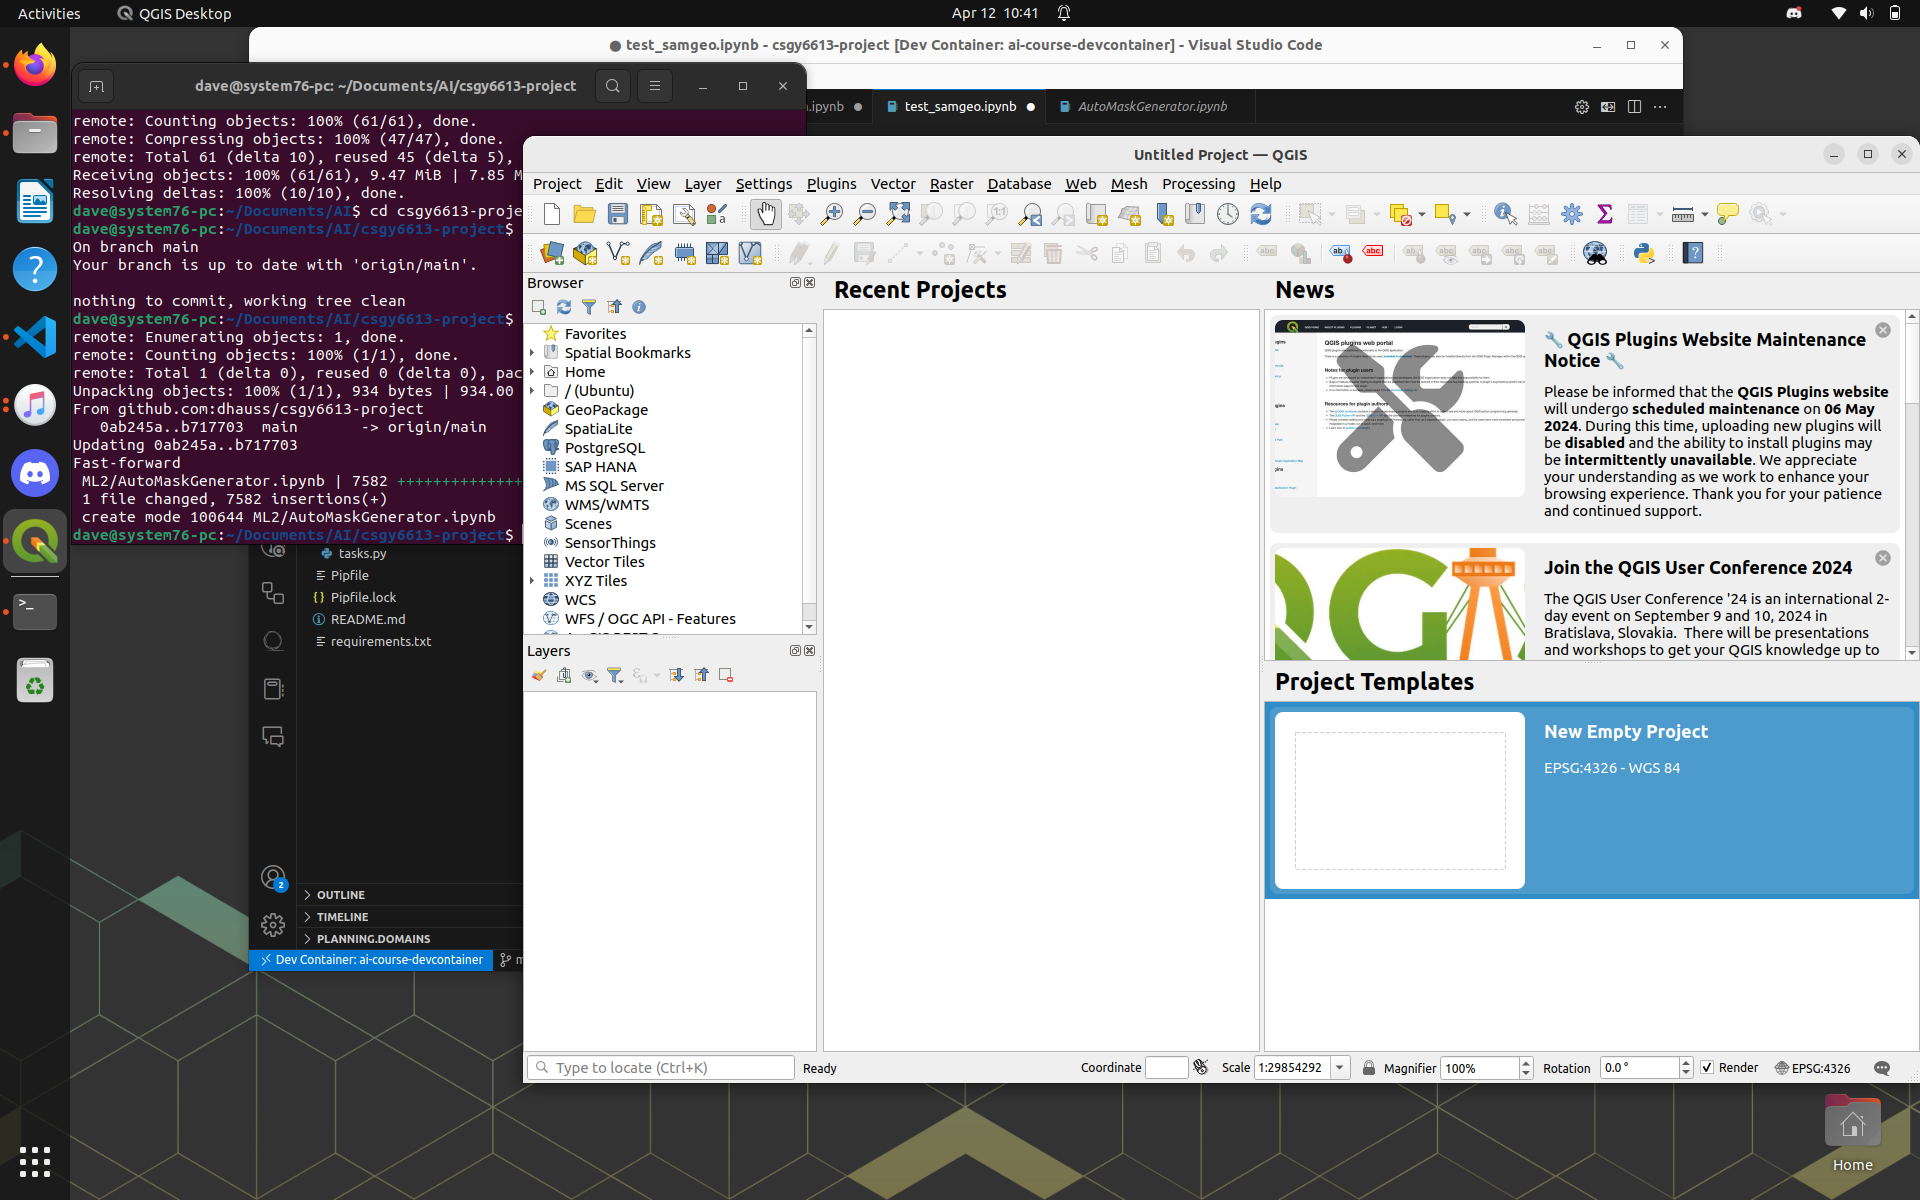 Activities
QGIS Desktop
Apr 12 10:41
● test_samgeo.ipynb - csgy6613-project [Dev Container: ai-course-devcontainer] - Visual Studio Code
dave@system76-pc: ~/Documents/AI/csgy6613-project
.ipynb
test_samgeo.ipynb
AutoMaskGenerator.ipynb
remote: Counting objects: 100% (61/61), done.
remote: Compressing objects: 100% (47/47), done.
remote: Total 61 (delta 10), reused 45 (delta 5),
Receiving objects: 100% (61/61), 9.47 MiB | 7.85 M
Resolving deltas: 100% (10/10), done.
dave@system76-pc:~/Documents/AI$ cd csgy6613-proje
dave@system76-pc:~/Documents/AI/csgy6613-project$
On branch main
Your branch is up to date with 'origin/main'.
nothing to commit, working tree clean
dave@system76-pc:~/Documents/AI/csgy6613-project$
remote: Enumerating objects: 1, done.
remote: Counting objects: 100% (1/1), done.
remote: Total 1 (delta 0), reused 0 (delta 0), pac
Unpacking objects: 100% (1/1), 934 bytes | 934.00
From github.com:dhauss/csgy6613-project
0ab245a..b717703  main       -> origin/main
Updating 0ab245a..b717703
Fast-forward
ML2/AutoMaskGenerator.ipynb | 7582 ++++++++++++++
1 file changed, 7582 insertions(+)
create mode 100644 ML2/AutoMaskGenerator.ipynb
dave@system76-pc:~/Documents/AI/csgy6613-project$
tasks.py
Pipfile
Pipfile.lock
README.md
requirements.txt
2
OUTLINE
TIMELINE
PLANNING.DOMAINS
Dev Container: ai-course-devcontainer
m
Untitled Project — QGIS
Project Edit View Layer Settings Plugins Vector Raster Database Web Mesh Processing Help
Browser
Favorites
Spatial Bookmarks
Home
/ (Ubuntu)
GeoPackage
SpatiaLite
PostgreSQL
SAP HANA
MS SQL Server
WMS/WMTS
Scenes
SensorThings
Vector Tiles
XYZ Tiles
WCS
WFS / OGC API - Features
Layers
Recent Projects
News
QGIS plugins web portal
🔧 QGIS Plugins Website Maintenance
Notice 🔧
Please be informed that the QGIS Plugins website
will undergo scheduled maintenance on 06 May
2024. During this time, uploading new plugins will
be disabled and the ability to install plugins may
be intermittently unavailable. We appreciate
your understanding as we work to enhance your
browsing experience. Thank you for your patience
and continued support.
Join the QGIS User Conference 2024
The QGIS User Conference '24 is an international 2-
day event on September 9 and 10, 2024 in
Bratislava, Slovakia. There will be presentations
and workshops to get your QGIS knowledge up to
Project Templates
New Empty Project
EPSG:4326 - WGS 84
Type to locate (Ctrl+K)
Ready
Coordinate
Scale 1:29854292
Magnifier 100%
Rotation 0.0 °
Render
EPSG:4326
Home